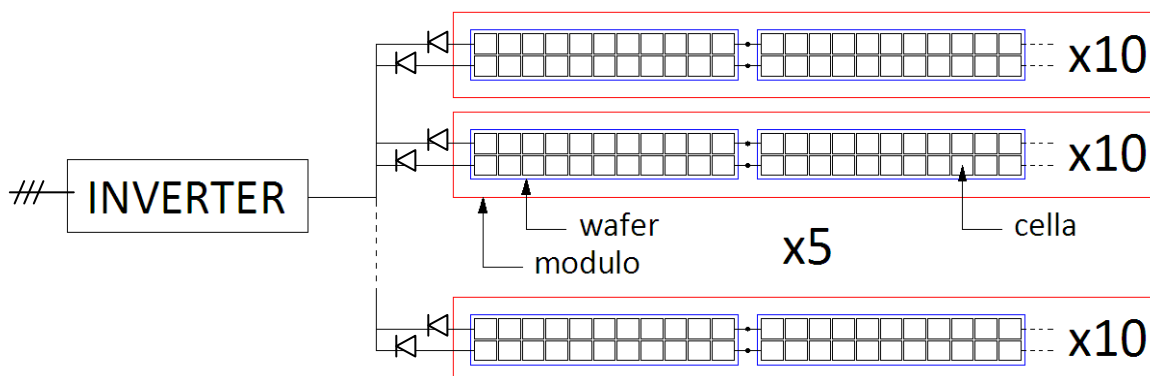 x10
x10
INVERTER
wafer
cella
modulo
x5
x10